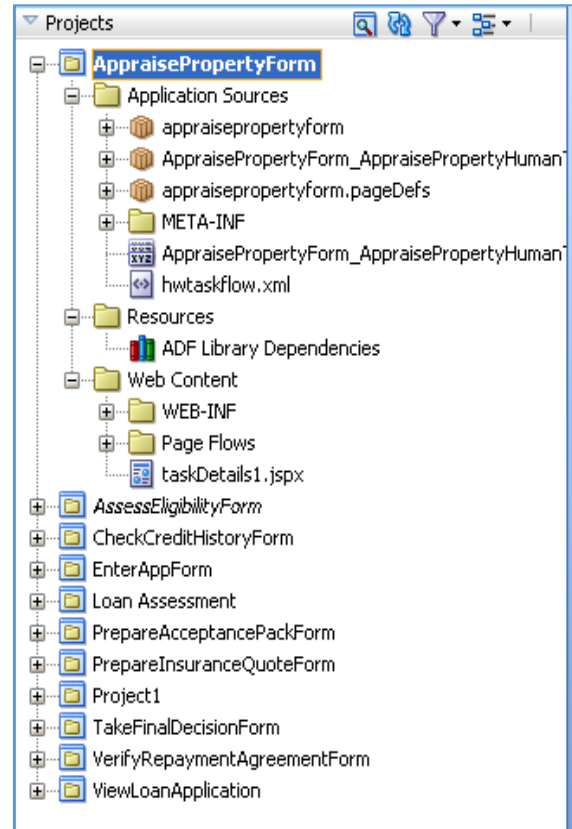 Projects
AppraisePropertyForm
Application Sources
appraisepropertyform
AppraisePropertyForm_AppraisePropertyHuman
appraisepropertyform.pageDefs
META-INF
AppraisePropertyForm_AppraisePropertyHuman
hwtaskflow.xml
Resources
ADF Library Dependencies
Web Content
WEB-INF
Page Flows
taskDetails1.jspx
AssessEligibilityForm
CheckCreditHistoryForm
EnterAppForm
Loan Assessment
PrepareAcceptancePackForm
PrepareInsuranceQuoteForm
Project1
TakeFinalDecisionForm
VerifyRepaymentAgreementForm
ViewLoanApplication